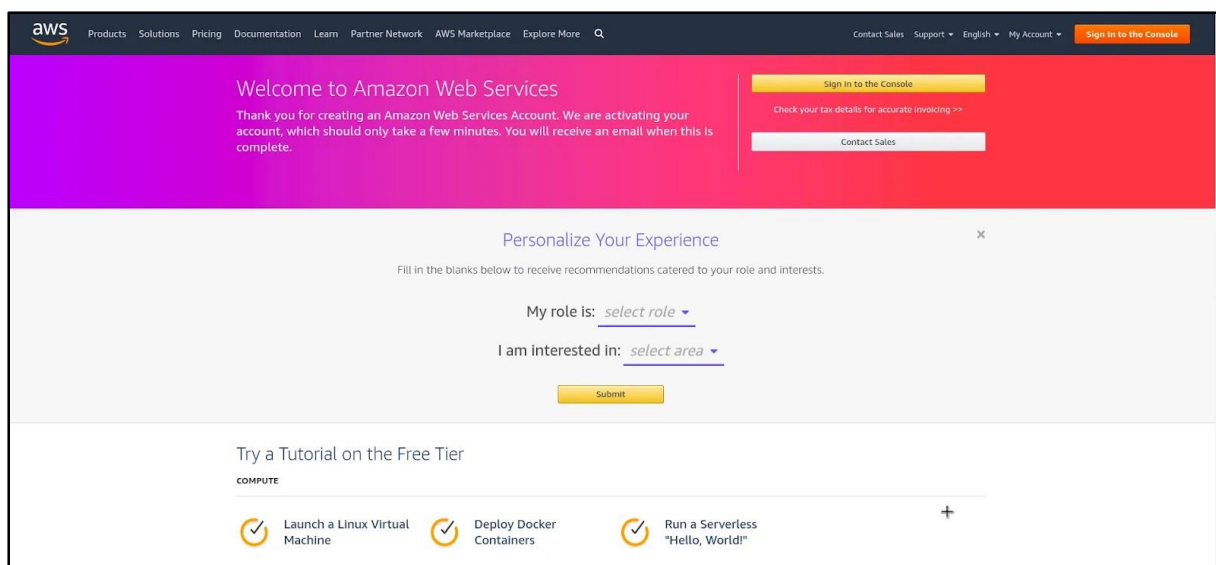 aws
Products Solutions Pricing Documentation Learn Partner Network AWS Marketplace Explore More
Contact Sales Support English My Account Sign In to the Console
Welcome to Amazon Web Services
Thank you for creating an Amazon Web Services Account. We are activating your
account, which should only take a few minutes. You will receive an email when this is
complete.
Sign In to the Console
Check your tax details for accurate invoicing >>
Contact Sales
Personalize Your Experience
Fill in the blanks below to receive recommendations catered to your role and interests.
My role is: select role
I am interested in: select area
Submit
Try a Tutorial on the Free Tier
COMPUTE
Launch a Linux Virtual
Machine
Deploy Docker
Containers
Run a Serverless
"Hello, World!"